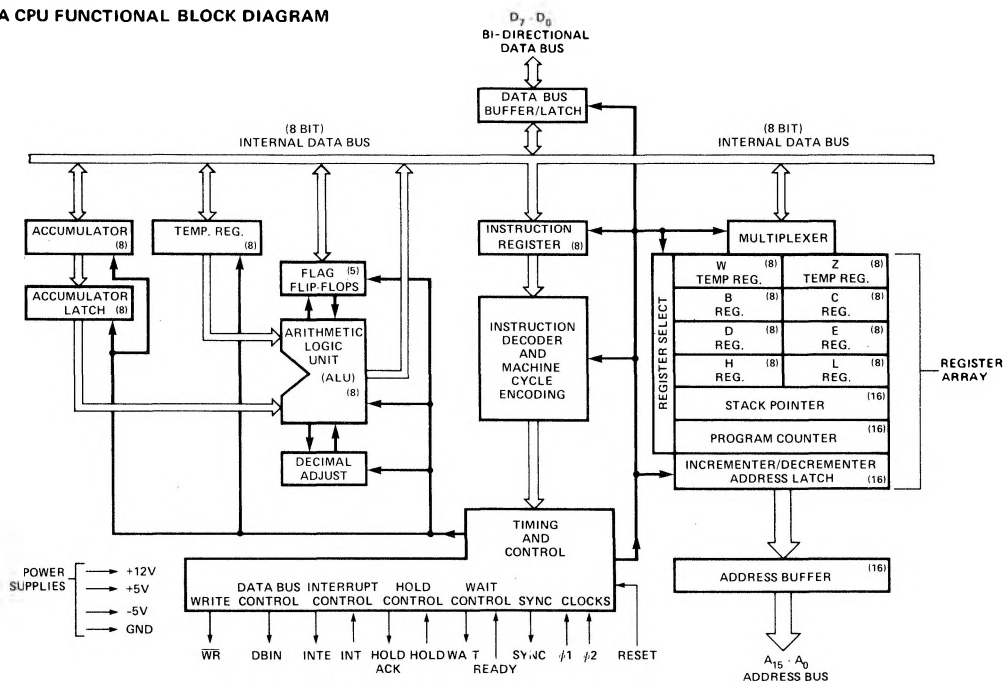 A CPU FUNCTIONAL BLOCK DIAGRAM
D7 - D0
BI-DIRECTIONAL
DATA BUS
DATA BUS
BUFFER/LATCH
(8 BIT)
INTERNAL DATA BUS
(8 BIT)
INTERNAL DATA BUS
ACCUMULATOR
(8)
TEMP. REG.
(8)
INSTRUCTION
REGISTER (8)
MULTIPLEXER
ACCUMULATOR
LATCH (8)
FLAG (5)
FLIP-FLOPS
ARITHMETIC
LOGIC
UNIT
(ALU)
(8)
DECIMAL
ADJUST
INSTRUCTION
DECODER
AND
MACHINE
CYCLE
ENCODING
REGISTER SELECT
W (8)
TEMP REG.
Z (8)
TEMP REG.
B (8)
REG.
C (8)
REG.
D (8)
REG.
E (8)
REG.
H (8)
REG.
L (8)
REG.
STACK POINTER (16)
PROGRAM COUNTER (16)
INCREMENTER/DECREMENTER
ADDRESS LATCH (16)
REGISTER
ARRAY
TIMING
AND
CONTROL
WRITE
DATA BUS
CONTROL
INTERRUPT
CONTROL
HOLD
CONTROL
WAIT
CONTROL
SYNC
CLOCKS
ADDRESS BUFFER (16)
POWER
SUPPLIES
+12V
+5V
-5V
GND
WR
DBIN
INTE
INT
HOLD
ACK
HOLD
WAIT
READY
SYNC
φ1
φ2
RESET
A15 - A0
ADDRESS BUS